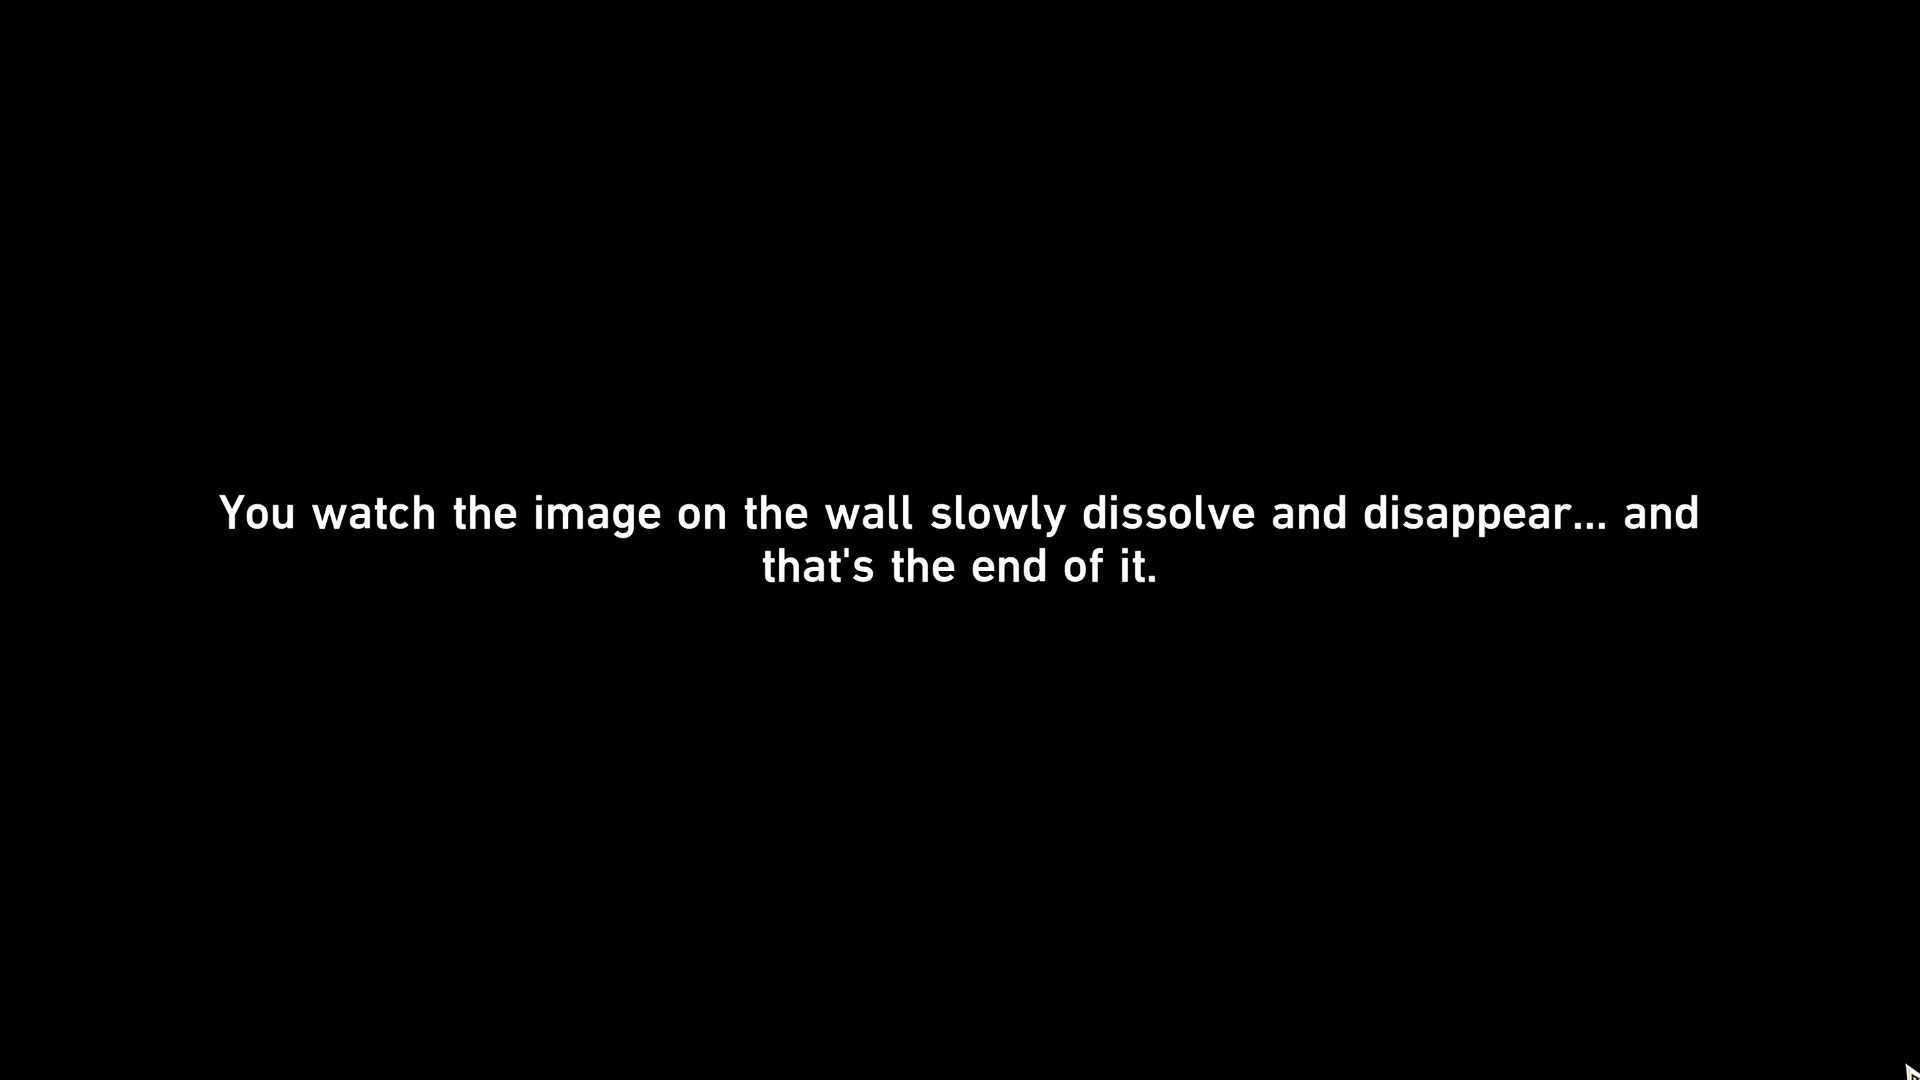 You watch the image on the wall slowly dissolve and disappear... and
that's the end of it.